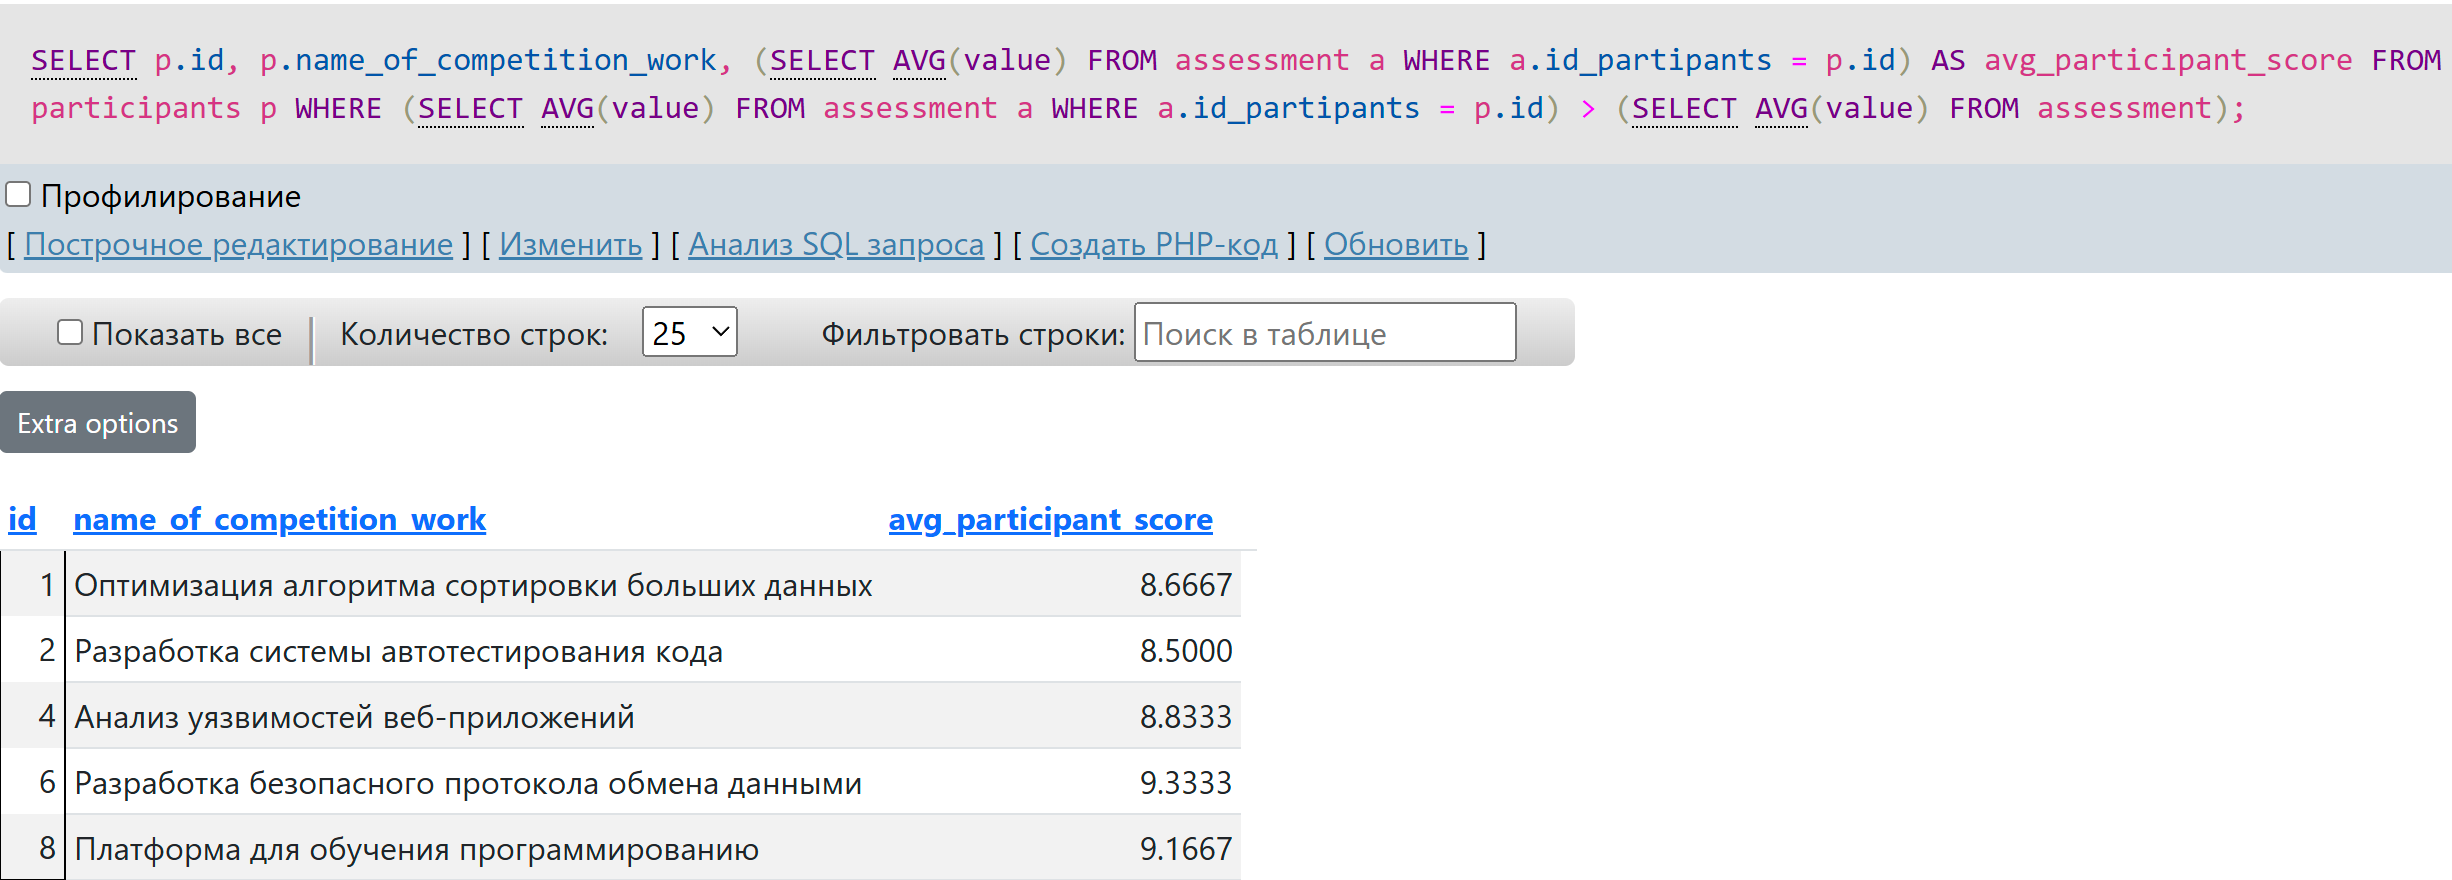 SELECT p.id, p.name_of_competition_work, (SELECT AVG(value) FROM assessment a WHERE a.id_partipants = p.id) AS avg_participant_score FROM
participants p WHERE (SELECT AVG(value) FROM assessment a WHERE a.id_partipants = p.id) > (SELECT AVG(value) FROM assessment);
Профилирование
[ Построчное редактирование ] [ Изменить ] [ Анализ SQL запроса ] [ Создать PHP-код ] [ Обновить ]
Показать все Количество строк: 25 Фильтровать строки: Поиск в таблице
Extra options
id name_of_competition_work avg_participant_score
1 Оптимизация алгоритма сортировки больших данных 8.6667
2 Разработка системы автотестирования кода 8.5000
4 Анализ уязвимостей веб-приложений 8.8333
6 Разработка безопасного протокола обмена данными 9.3333
8 Платформа для обучения программированию 9.1667